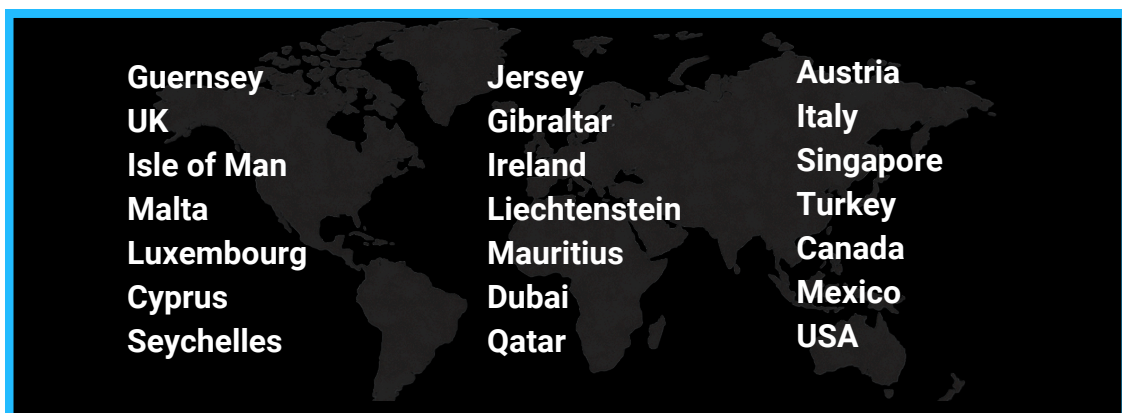 Guernsey
UK
Isle of Man
Malta
Luxembourg
Cyprus
Seychelles
Jersey
Gibraltar
Ireland
Liechtenstein
Mauritius
Dubai
Qatar
Austria
Italy
Singapore
Turkey
Canada
Mexico
USA